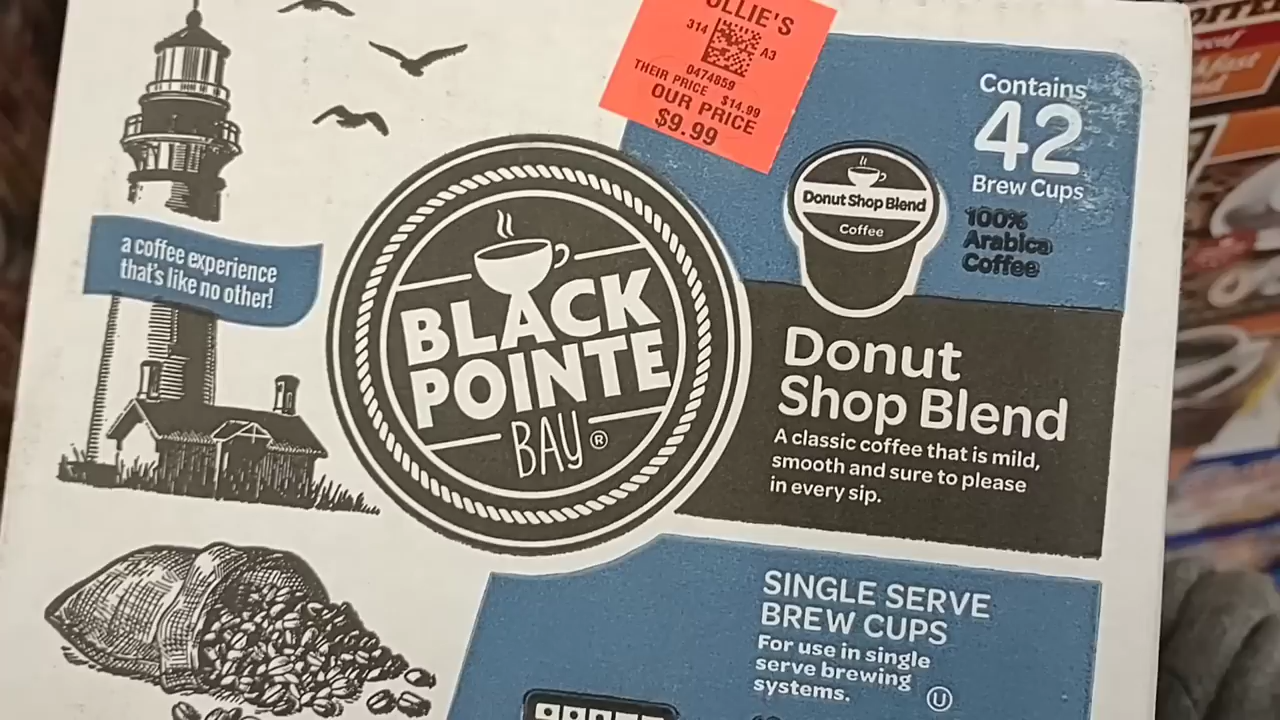 OLLIE'S
314 A3
0474859
THEIR PRICE $14.99
OUR PRICE
$9.99
Contains
42
Brew Cups
100%
Arabica
Coffee
Donut Shop Blend
Coffee
a coffee experience
that's like no other!
BLACK
POINTE
BAY®
Donut
Shop Blend
A classic coffee that is mild,
smooth and sure to please
in every sip.
SINGLE SERVE
BREW CUPS
For use in single
serve brewing
systems.
U